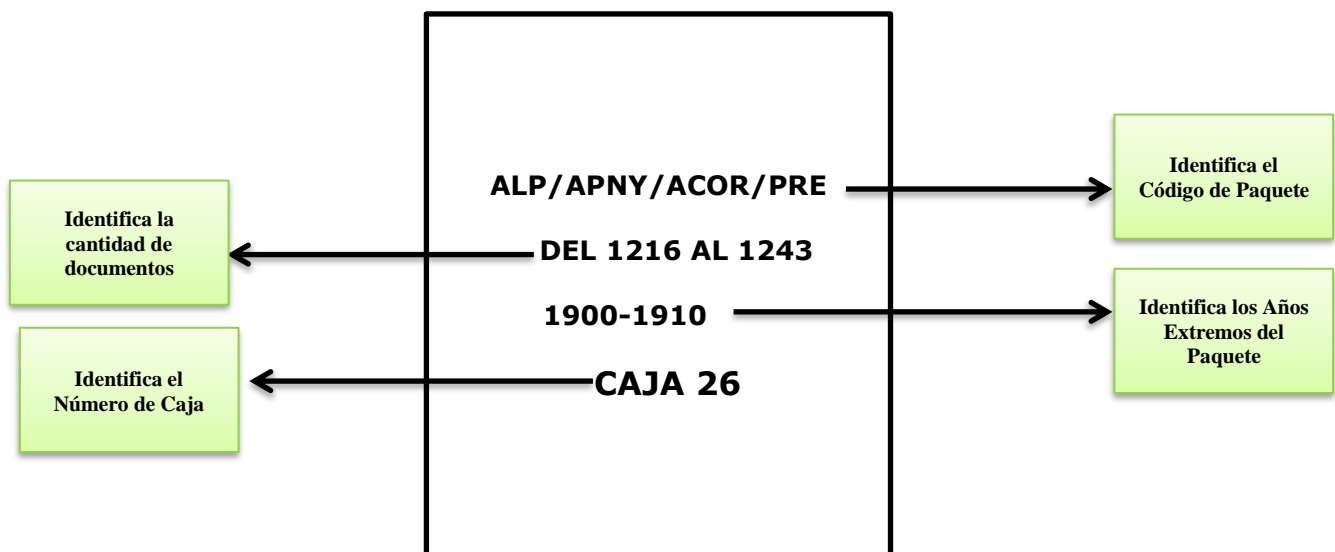 ALP/APNY/ACOR/PRE
Identifica el
Código de Paquete
Identifica la
cantidad de
documentos
DEL 1216 AL 1243
1900-1910
Identifica los Años
Extremos del
Paquete
Identifica el
Número de Caja
CAJA 26